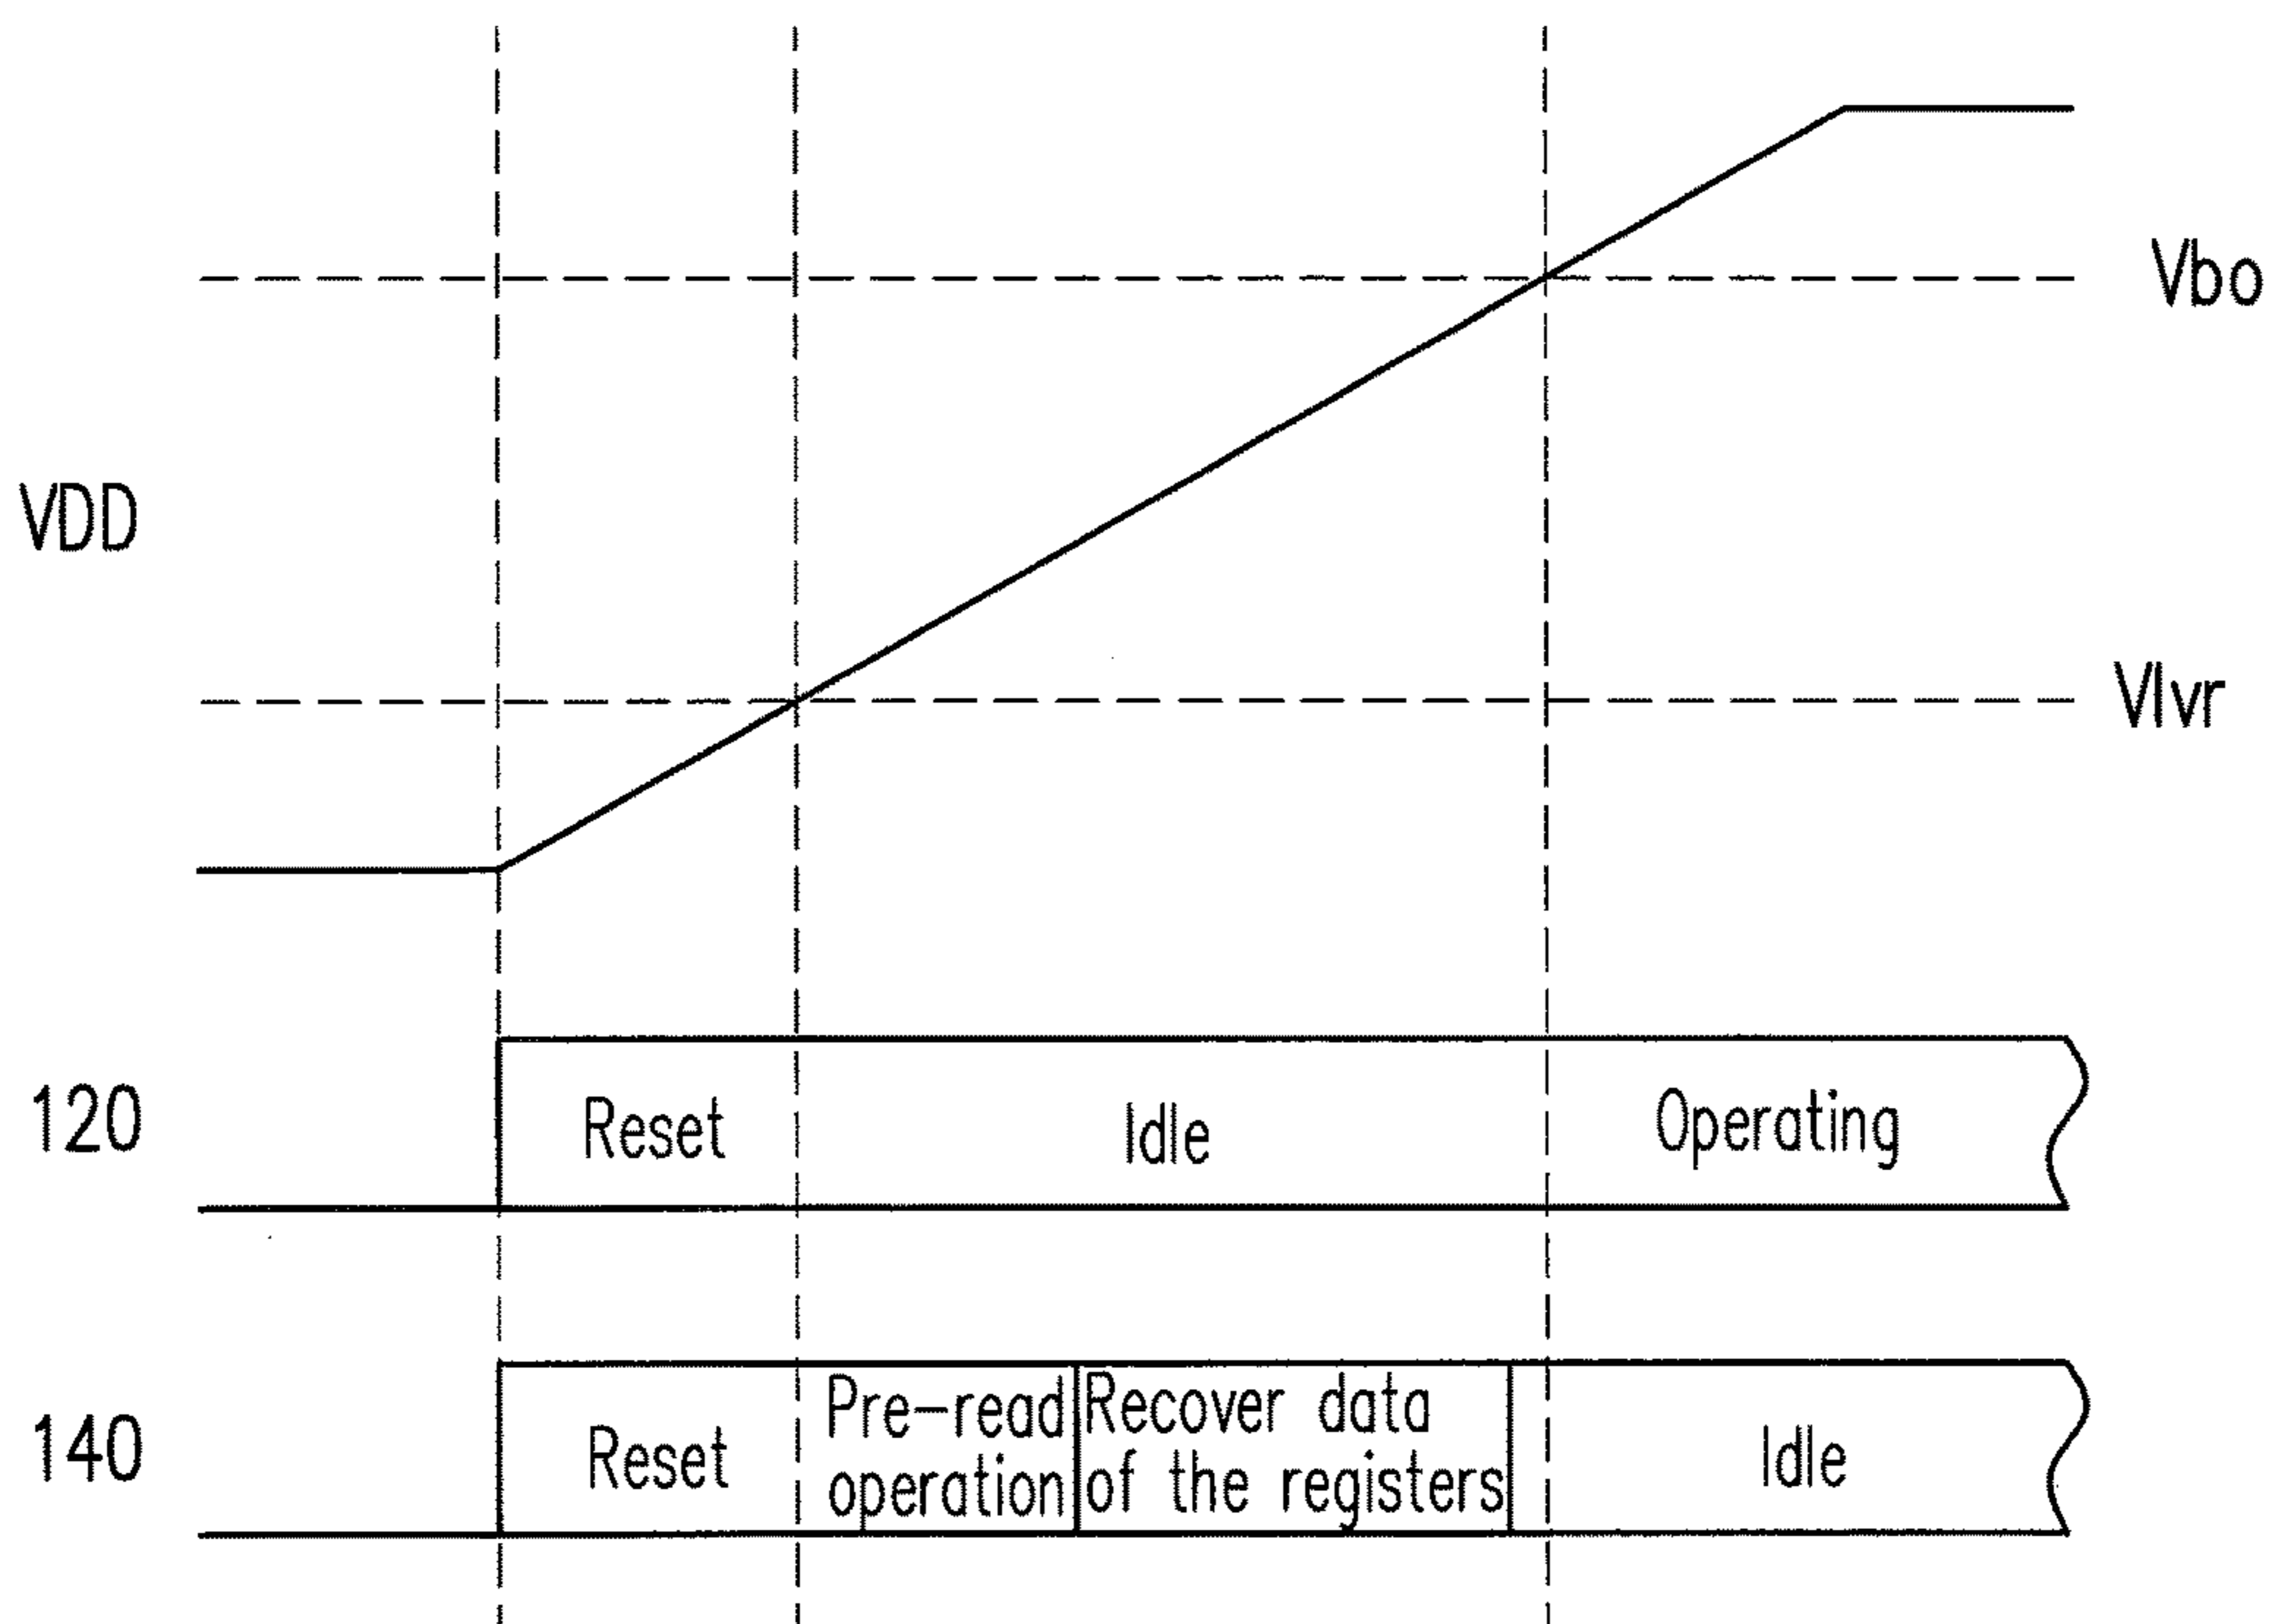 Vbo
VDD
Vlvr
120
Reset
Idle
Operating
140
Reset
Pre-read
operation
Recover data
of the registers
Idle